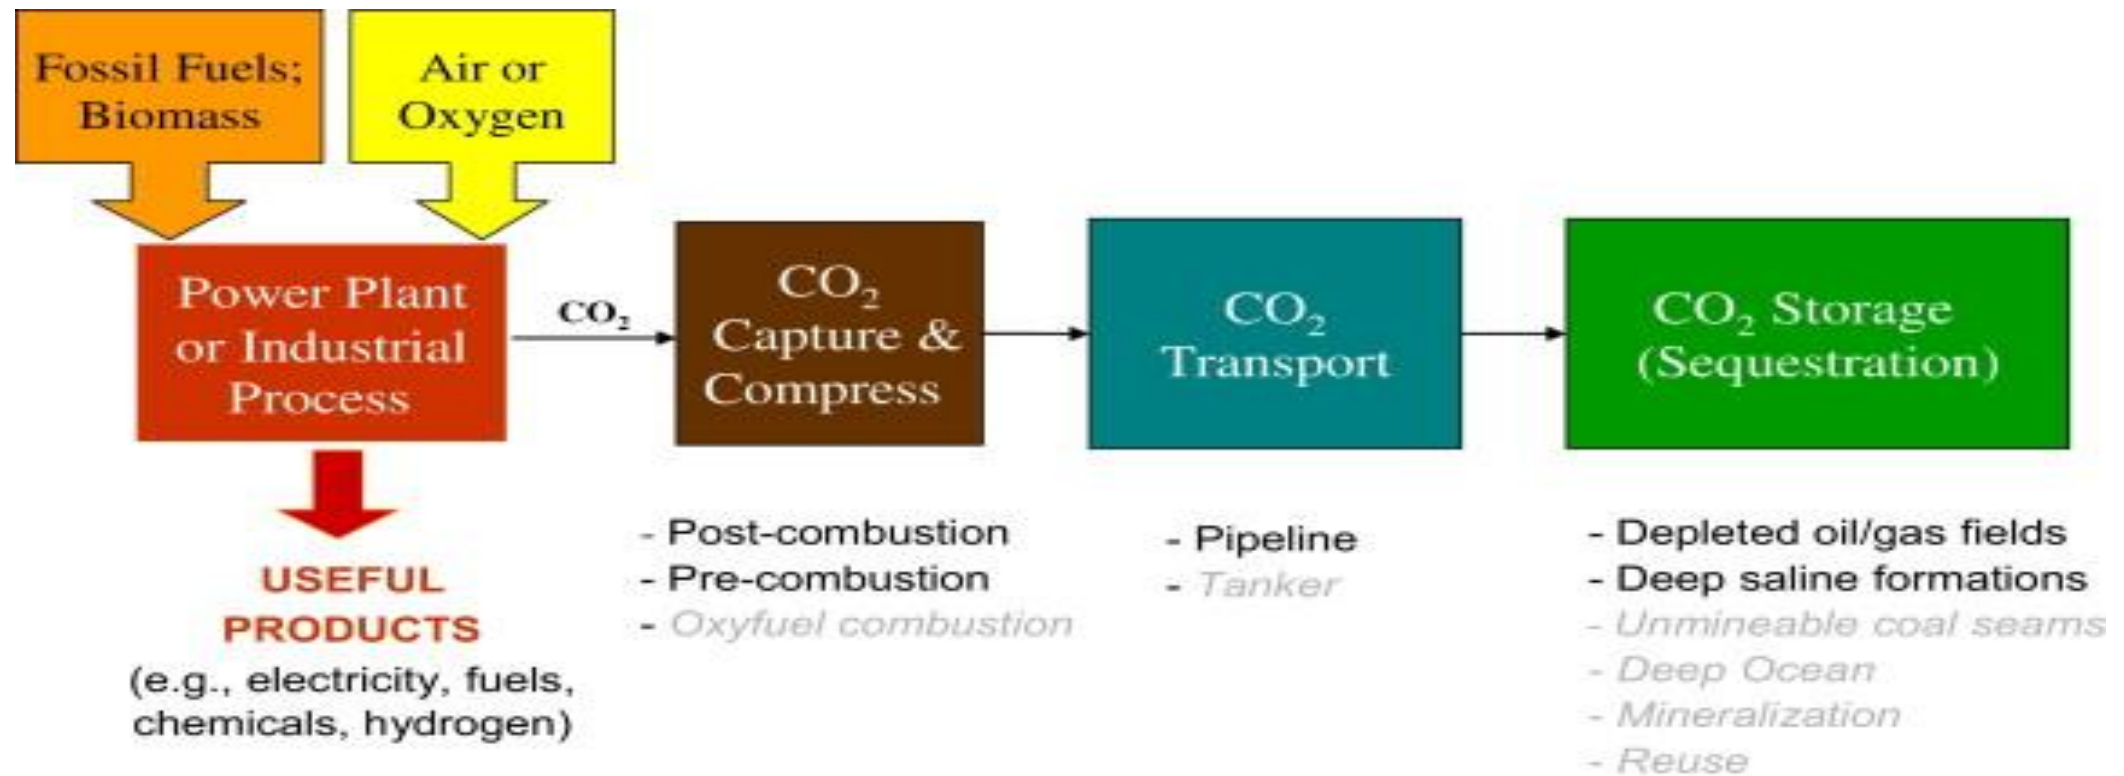 Fossil Fuels;
Biomass
Air or
Oxygen
Power Plant
or Industrial
Process
CO₂
CO₂
Capture &
Compress
CO₂
Transport
CO₂ Storage
(Sequestration)
USEFUL
PRODUCTS
(e.g., electricity, fuels,
chemicals, hydrogen)
- Post-combustion
- Pre-combustion
- Oxyfuel combustion
- Pipeline
- Tanker
- Depleted oil/gas fields
- Deep saline formations
- Unmineable coal seams
- Deep Ocean
- Mineralization
- Reuse